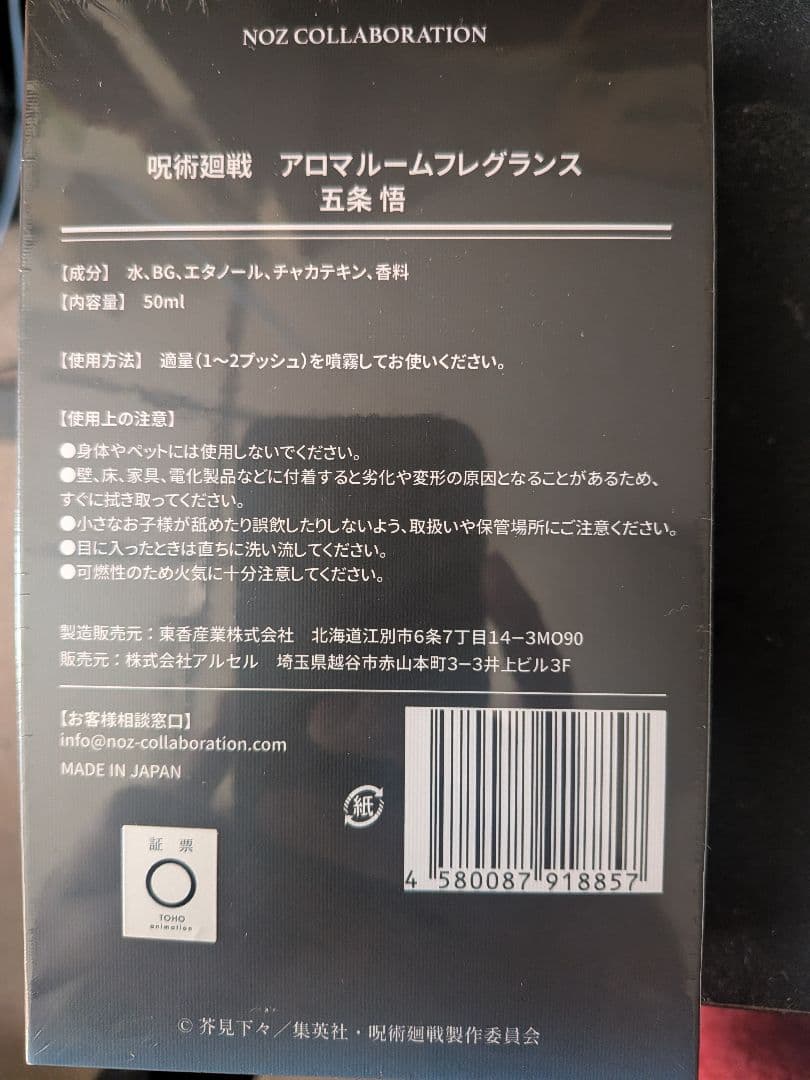 NOZ COLLABORATION
呪術廻戦　アロマルームフレグランス
五条 悟
【成分】　水、BG、エタノール、チャカテキン、香料
【内容量】　50ml
【使用方法】　適量（1～2プッシュ）を噴霧してお使いください。
【使用上の注意】
●身体やペットには使用しないでください。
●壁、床、家具、電化製品などに付着すると劣化や変形の原因となることがあるため、
すぐに拭き取ってください。
●小さなお子様が舐めたり誤飲したりしないよう、取扱いや保管場所にご注意ください。
●目に入ったときは直ちに洗い流してください。
●可燃性のため火気に十分注意してください。
製造販売元：東香産業株式会社　北海道江別市6条7丁目14−3MO90
販売元：株式会社アルセル　埼玉県越谷市赤山本町3−3井上ビル3F
【お客様相談窓口】
info@noz-collaboration.com
MADE IN JAPAN
紙
4 580087 918857
証 票
TOHO
animation
© 芥見下々／集英社・呪術廻戦製作委員会